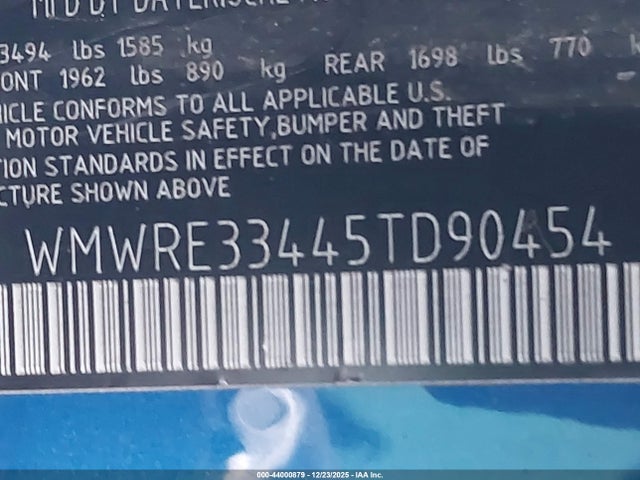 3494 lbs 1585 kg
ONT 1962 lbs 890 kg REAR 1698 lbs 770 k
ICLE CONFORMS TO ALL APPLICABLE U.S.
MOTOR VEHICLE SAFETY,BUMPER AND THEFT
TION STANDARDS IN EFFECT ON THE DATE OF
CTURE SHOWN ABOVE
WMWRE33445TD90454
000-44000879 - 12/23/2025 - IAA Inc.